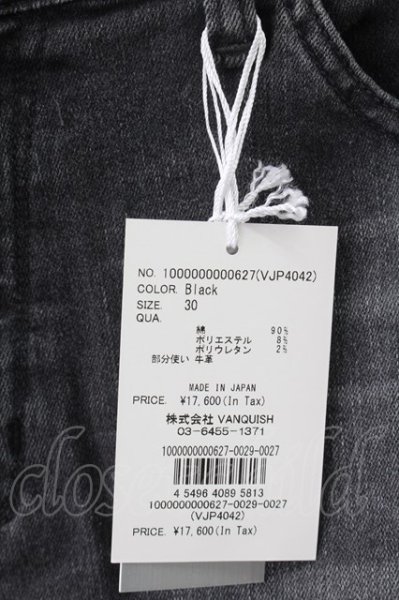 NO. 1000000000627(VJP4042)
COLOR. Black
SIZE. 30
QUA.
綿 90%
ポリエステル 8%
ポリウレタン 2%
部分使い 牛革
MADE IN JAPAN
PRICE. ¥17,600(In Tax)
株式会社 VANQUISH
03-6455-1371
1000000000627-0029-0027
4 5496 4089 5813
1000000000627-0029-0027
(VJP4042)
PRICE. ¥17,600(In Tax)